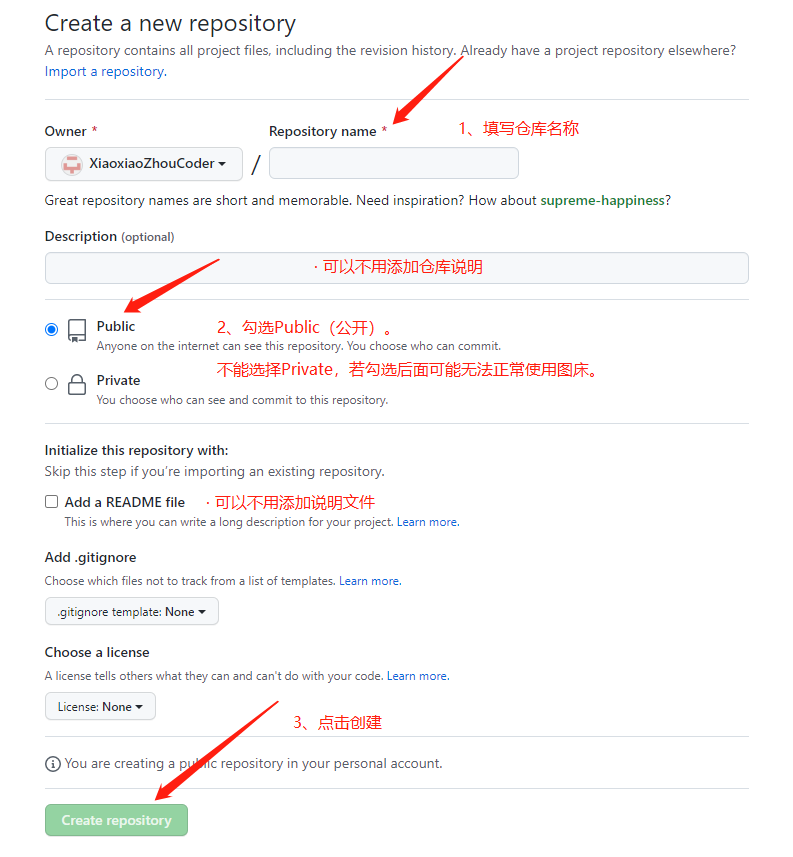 Create a new repository
A repository contains all project files, including the revision history. Already have a project repository elsewhere?
Import a repository.
Owner *
Repository name *
1、填写仓库名称
XiaoxiaoZhouCoder
/
Great repository names are short and memorable. Need inspiration? How about supreme-happiness?
Description (optional)
· 可以不用添加仓库说明
Public
2、勾选Public（公开）。
Anyone on the internet can see this repository. You choose who can commit.
不能选择Private，若勾选后面可能无法正常使用图床。
Private
You choose who can see and commit to this repository.
Initialize this repository with:
Skip this step if you're importing an existing repository.
Add a README file
· 可以不用添加说明文件
This is where you can write a long description for your project. Learn more.
Add .gitignore
Choose which files not to track from a list of templates. Learn more.
.gitignore template: None
Choose a license
A license tells others what they can and can't do with your code. Learn more.
License: None
3、点击创建
You are creating a public repository in your personal account.
Create repository